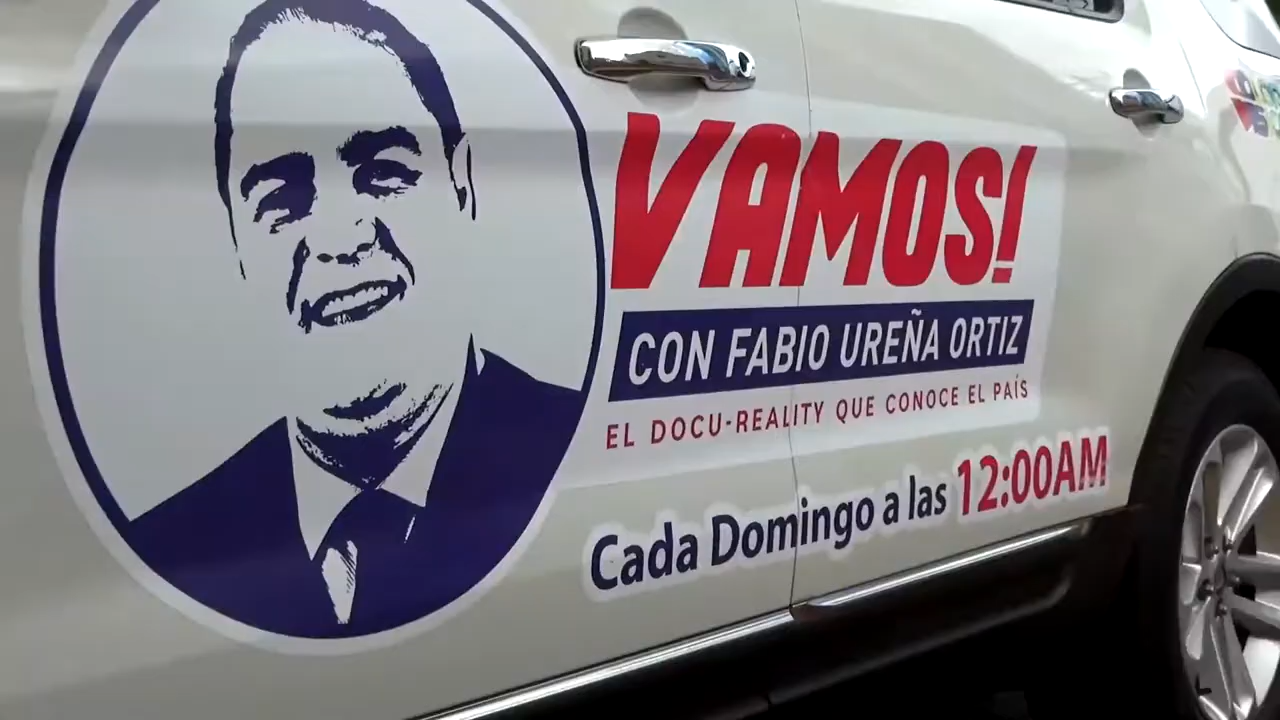 VAMOS!
CON FABIO UREÑA ORTIZ
EL DOCU-REALITY QUE CONOCE EL PAÍS
Cada Domingo a las 12:00AM